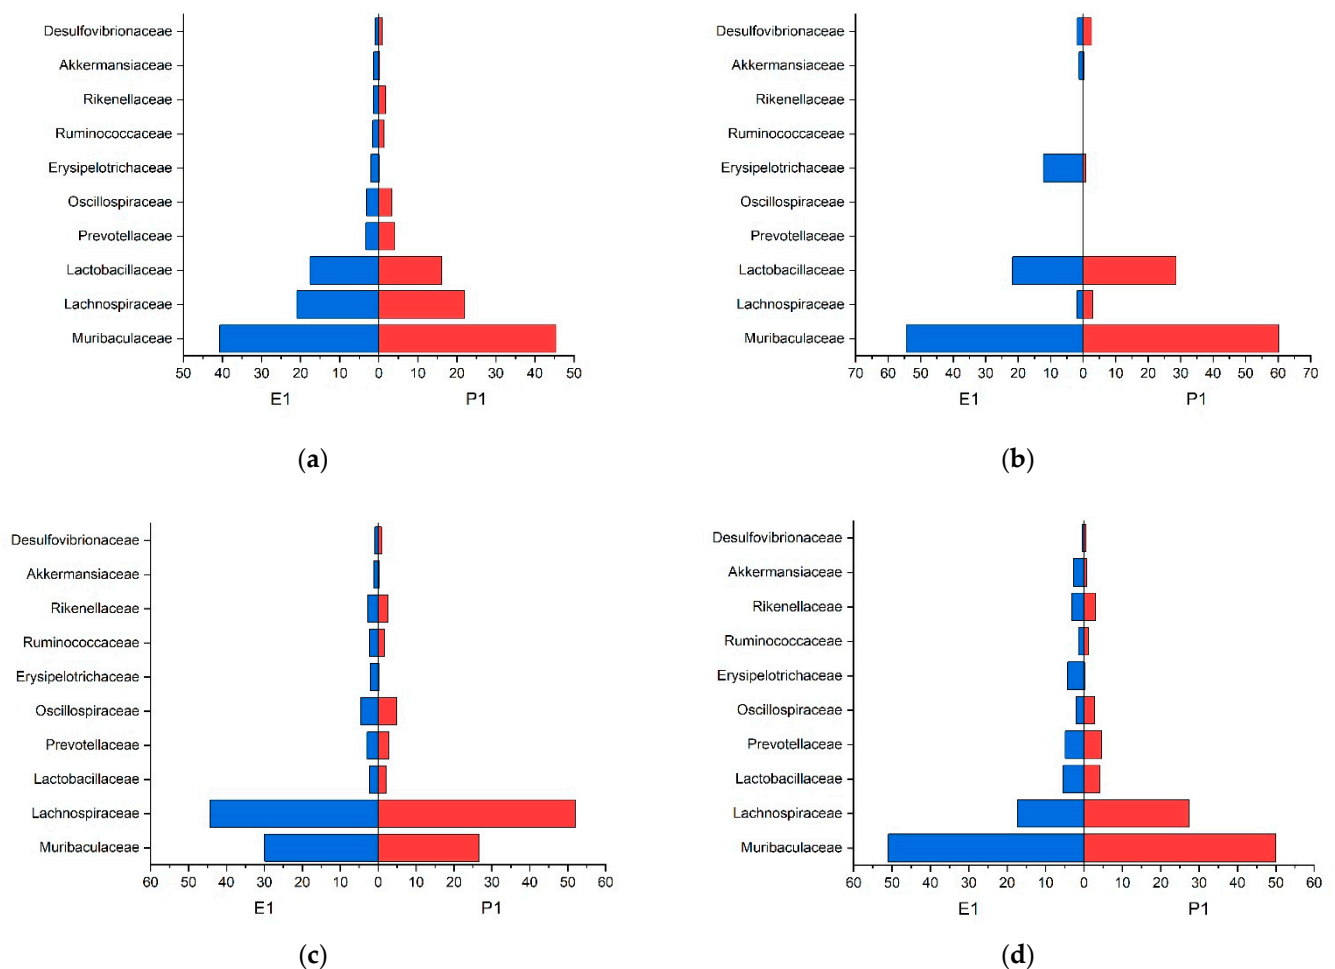 Desulfovibrionaceae
Akkermansiaceae
Rikenellaceae
Ruminococcaceae
Erysipelotrichaceae
Oscillospiraceae
Prevotellaceae
Lactobacillaceae
Lachnospiraceae
Muribaculaceae
50 40 30 20 10 0 10 20 30 40 50
E1 P1
(a)
Desulfovibrionaceae
Akkermansiaceae
Rikenellaceae
Ruminococcaceae
Erysipelotrichaceae
Oscillospiraceae
Prevotellaceae
Lactobacillaceae
Lachnospiraceae
Muribaculaceae
70 60 50 40 30 20 10 0 10 20 30 40 50 60 70
E1 P1
(b)
Desulfovibrionaceae
Akkermansiaceae
Rikenellaceae
Ruminococcaceae
Erysipelotrichaceae
Oscillospiraceae
Prevotellaceae
Lactobacillaceae
Lachnospiraceae
Muribaculaceae
60 50 40 30 20 10 0 10 20 30 40 50 60
E1 P1
(c)
Desulfovibrionaceae
Akkermansiaceae
Rikenellaceae
Ruminococcaceae
Erysipelotrichaceae
Oscillospiraceae
Prevotellaceae
Lactobacillaceae
Lachnospiraceae
Muribaculaceae
60 50 40 30 20 10 0 10 20 30 40 50 60
E1 P1
(d)